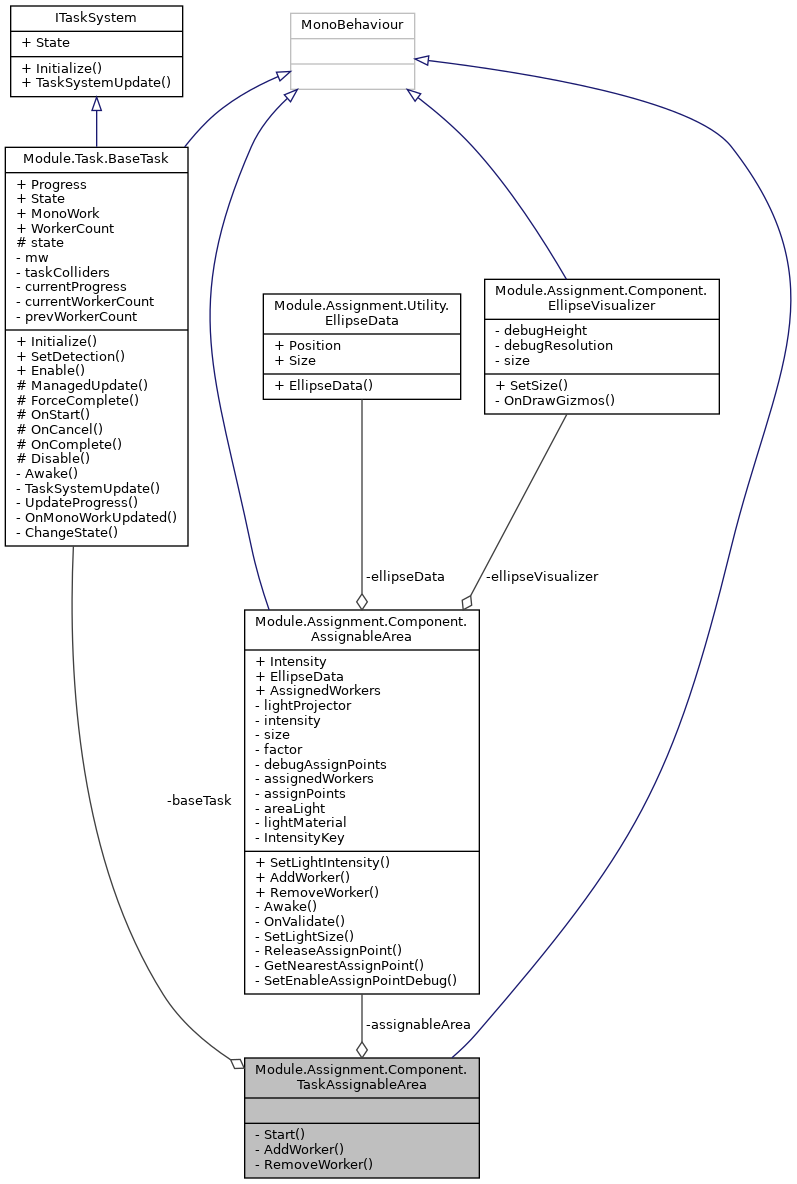 ITaskSystem
+ State
+ Initialize()
+ TaskSystemUpdate()
MonoBehaviour
Module.Task.BaseTask
+ Progress
+ State
+ MonoWork
+ WorkerCount
# state
- mw
- taskColliders
- currentProgress
- currentWorkerCount
- prevWorkerCount
+ Initialize()
+ SetDetection()
+ Enable()
# ManagedUpdate()
# ForceComplete()
# OnStart()
# OnCancel()
# OnComplete()
# Disable()
- Awake()
- TaskSystemUpdate()
- UpdateProgress()
- OnMonoWorkUpdated()
- ChangeState()
Module.Assignment.Utility.
EllipseData
+ Position
+ Size
+ EllipseData()
Module.Assignment.Component.
EllipseVisualizer
- debugHeight
- debugResolution
- size
+ SetSize()
- OnDrawGizmos()
-ellipseData
-ellipseVisualizer
Module.Assignment.Component.
AssignableArea
+ Intensity
+ EllipseData
+ AssignedWorkers
- lightProjector
- intensity
- size
- factor
- debugAssignPoints
- assignedWorkers
- assignPoints
- areaLight
- lightMaterial
- IntensityKey
+ SetLightIntensity()
+ AddWorker()
+ RemoveWorker()
- Awake()
- OnValidate()
- SetLightSize()
- ReleaseAssignPoint()
- GetNearestAssignPoint()
- SetEnableAssignPointDebug()
-baseTask
-assignableArea
Module.Assignment.Component.
TaskAssignableArea
- Start()
- AddWorker()
- RemoveWorker()